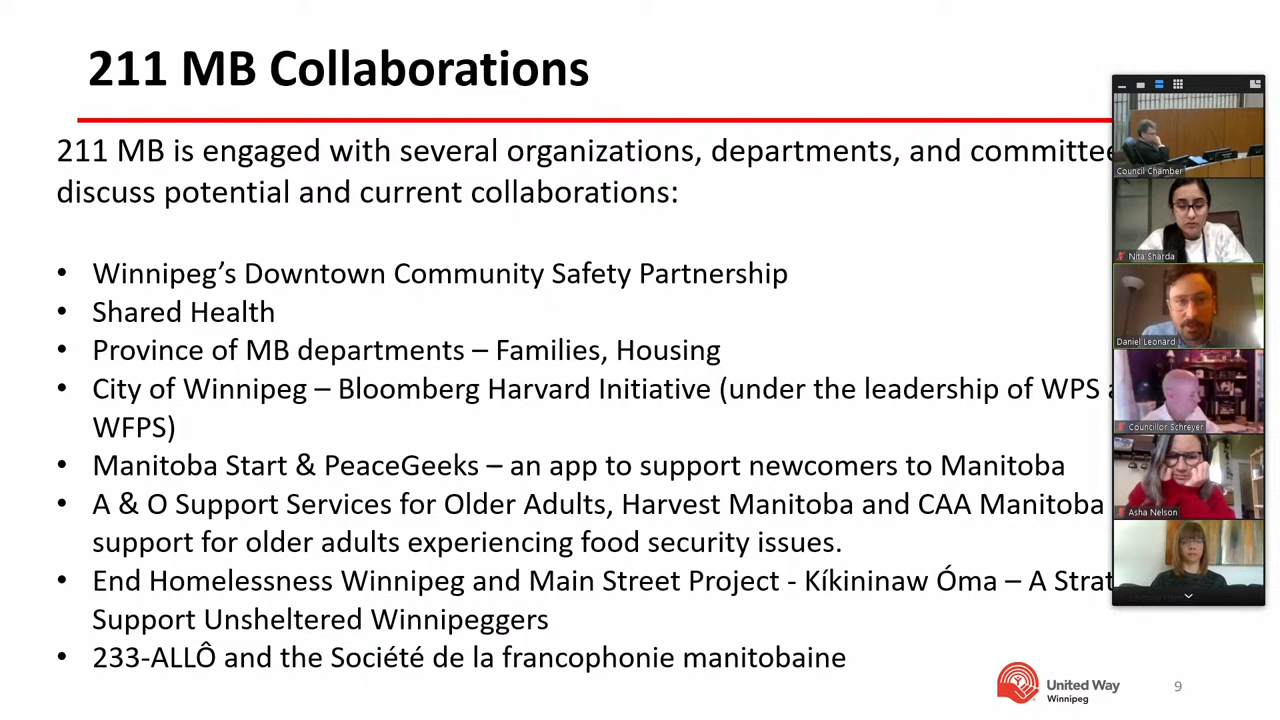 211 MB Collaborations
211 MB is engaged with several organizations, departments, and committee
discuss potential and current collaborations:
• Winnipeg’s Downtown Community Safety Partnership
• Shared Health
• Province of MB departments – Families, Housing
• City of Winnipeg – Bloomberg Harvard Initiative (under the leadership of WPS
WFPS)
• Manitoba Start & PeaceGeeks – an app to support newcomers to Manitoba
• A & O Support Services for Older Adults, Harvest Manitoba and CAA Manitoba
support for older adults experiencing food security issues.
• End Homelessness Winnipeg and Main Street Project - Kíkininaw Óma – A Strat
Support Unsheltered Winnipeggers
• 233-ALLÔ and the Société de la francophonie manitobaine
United Way
Winnipeg
9
Council Chamber
Nita Sharda
Daniel Leonard
Councillor Schreyer
Asha Nelson